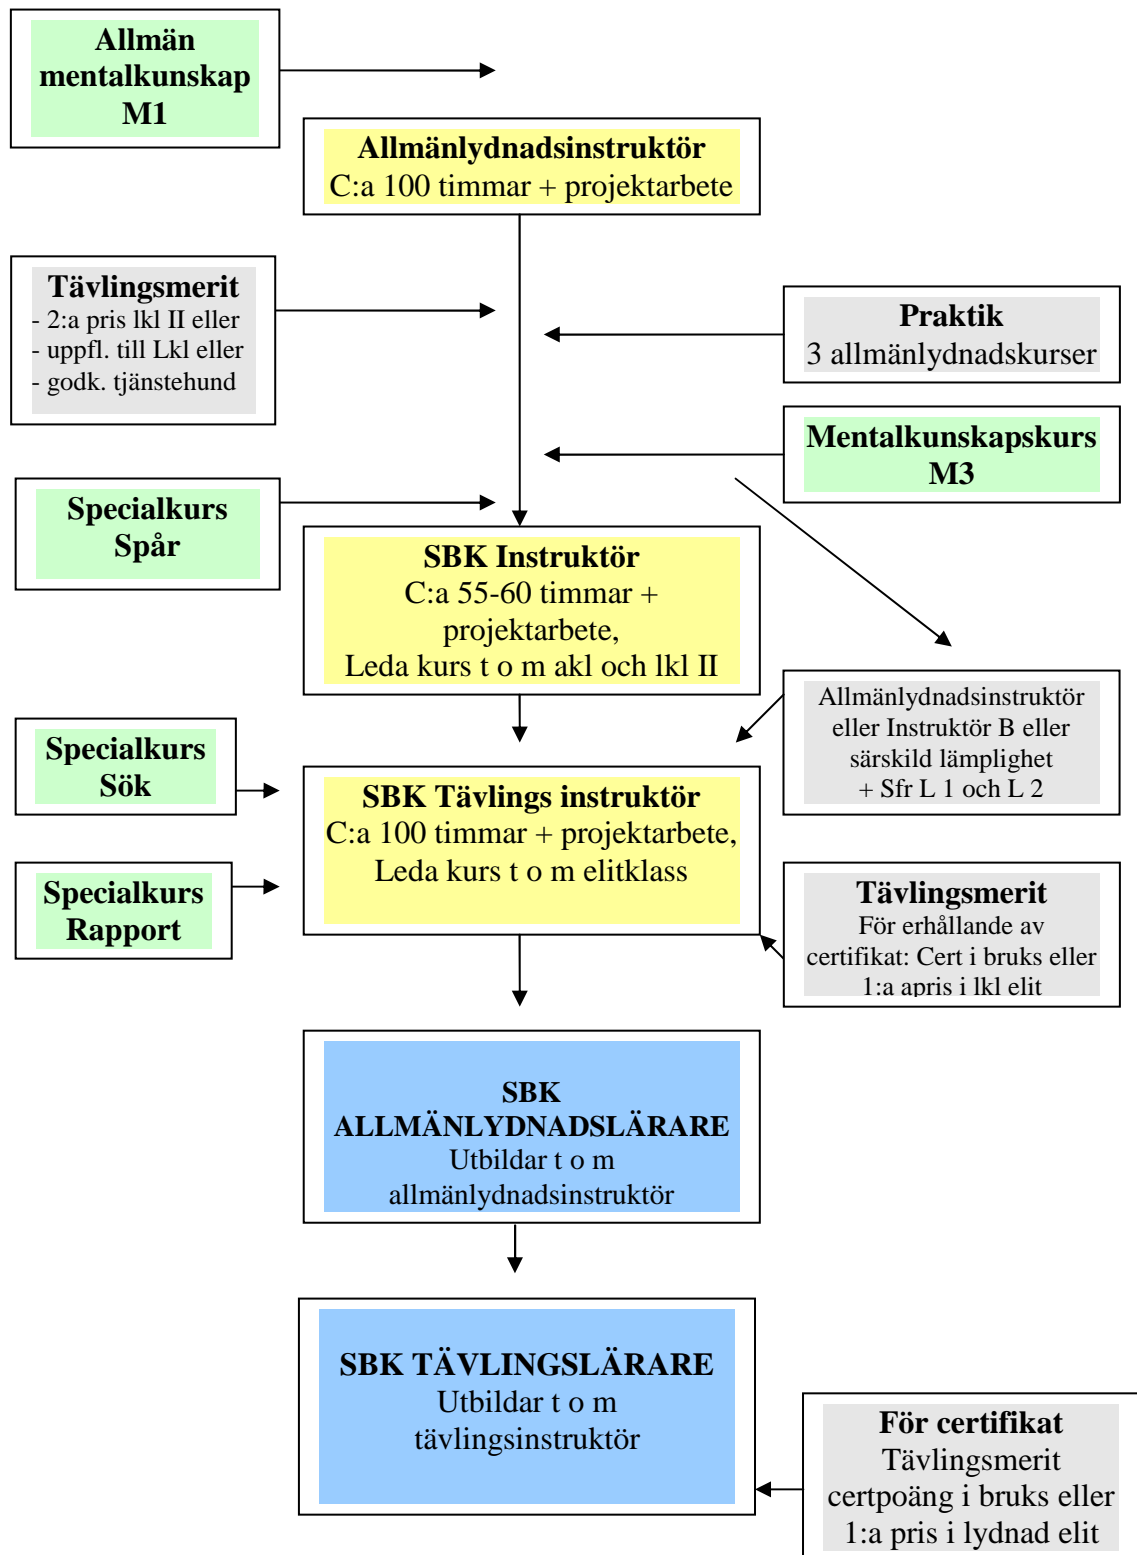 Allmän
mentalkunskap
M1
Allmänlydnadsinstruktör
C:a 100 timmar + projektarbete
Tävlingsmerit
- 2:a pris lkl II eller
- uppfl. till Lkl eller
- godk. tjänstehund
Praktik
3 allmänlydnadskurser
Mentalkunskapskurs
M3
Specialkurs
Spår
SBK Instruktör
C:a 55-60 timmar +
projektarbete,
Leda kurs t o m akl och lkl II
Allmänlydnadsinstruktör
eller Instruktör B eller
särskild lämplighet
+ Sfr L 1 och L 2
Specialkurs
Sök
SBK Tävlings instruktör
C:a 100 timmar + projektarbete,
Leda kurs t o m elitklass
Specialkurs
Rapport
Tävlingsmerit
För erhållande av
certifikat: Cert i bruks eller
1:a apris i lkl elit
SBK
ALLMÄNLYDNADSLÄRARE
Utbildar t o m
allmänlydnadsinstruktör
SBK TÄVLINGSLÄRARE
Utbildar t o m
tävlingsinstruktör
För certifikat
Tävlingsmerit
certpoäng i bruks eller
1:a pris i lydnad elit